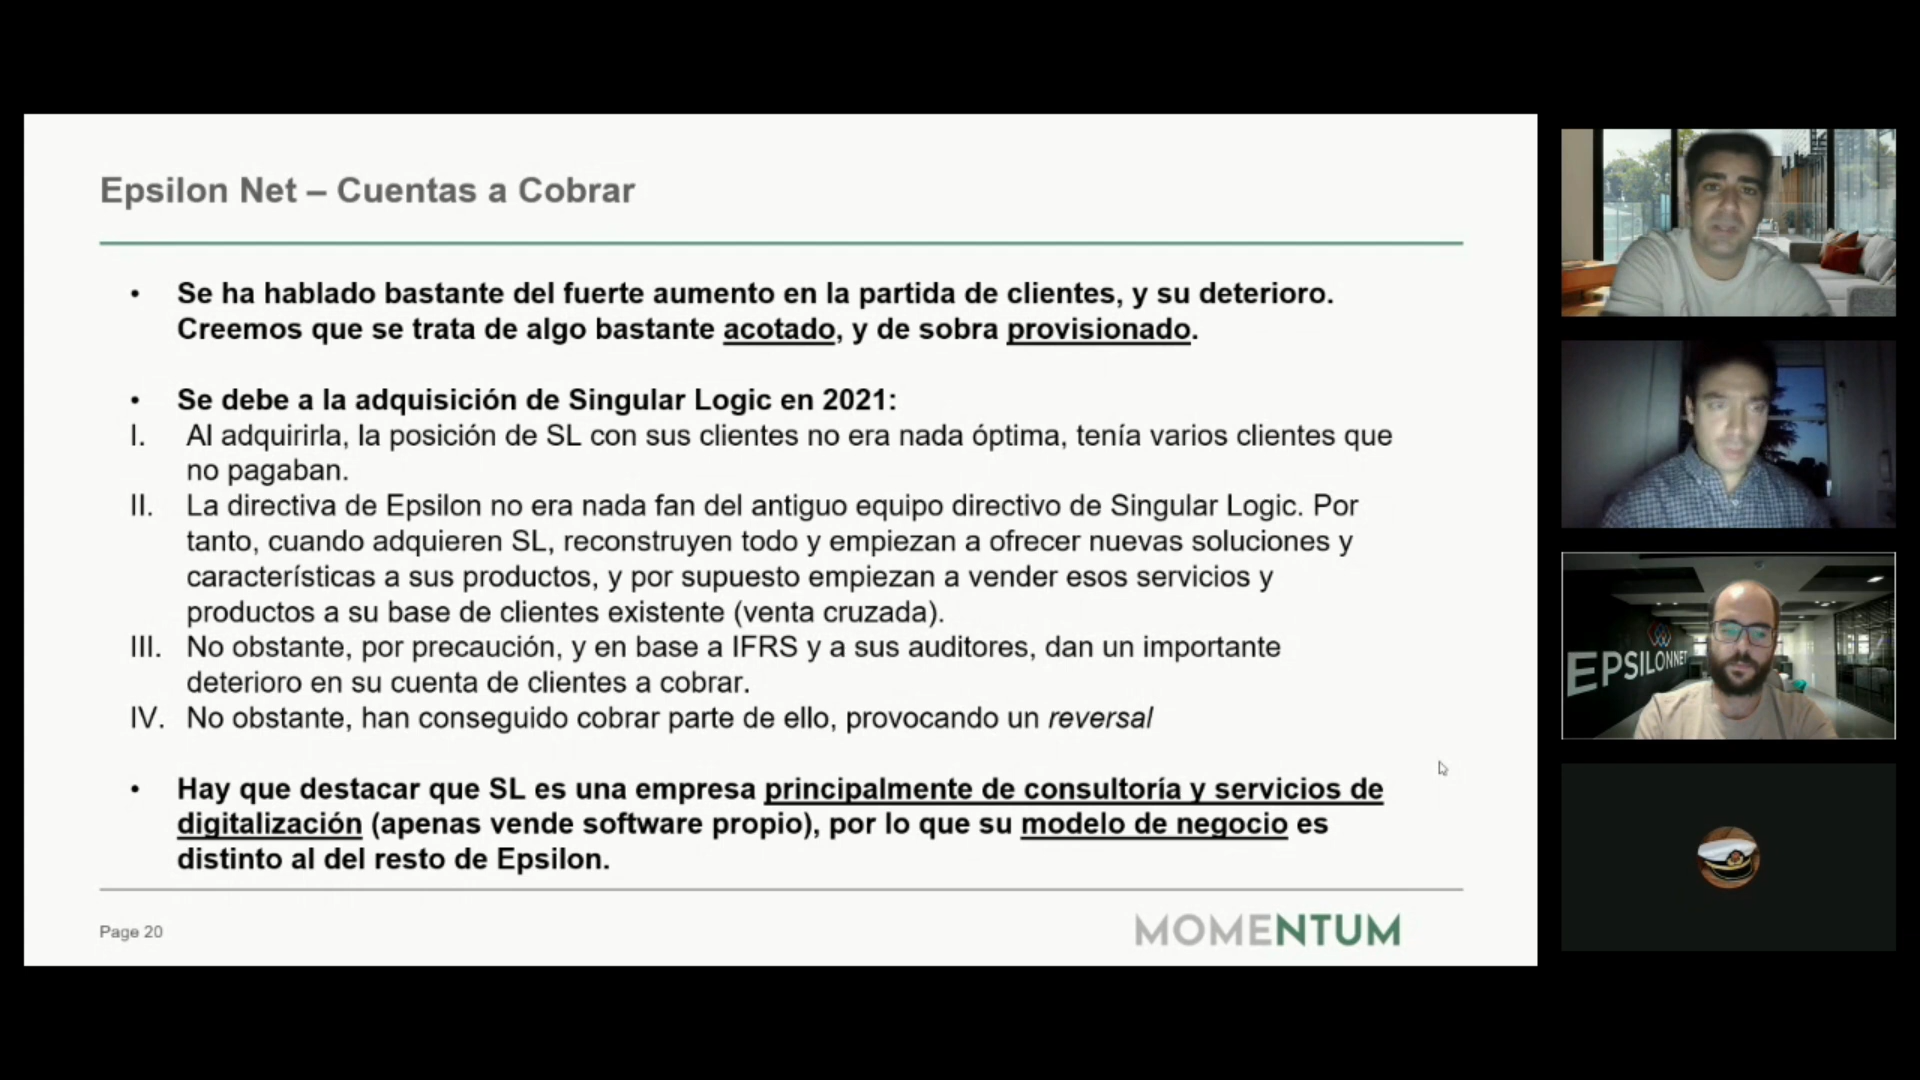 Epsilon Net – Cuentas a Cobrar
• Se ha hablado bastante del fuerte aumento en la partida de clientes, y su deterioro.
Creemos que se trata de algo bastante acotado, y de sobra provisionado.
• Se debe a la adquisición de Singular Logic en 2021:
I. Al adquirirla, la posición de SL con sus clientes no era nada óptima, tenía varios clientes que
no pagaban.
II. La directiva de Epsilon no era nada fan del antiguo equipo directivo de Singular Logic. Por
tanto, cuando adquieren SL, reconstruyen todo y empiezan a ofrecer nuevas soluciones y
características a sus productos, y por supuesto empiezan a vender esos servicios y
productos a su base de clientes existente (venta cruzada).
III. No obstante, por precaución, y en base a IFRS y a sus auditores, dan un importante
deterioro en su cuenta de clientes a cobrar.
IV. No obstante, han conseguido cobrar parte de ello, provocando un reversal
• Hay que destacar que SL es una empresa principalmente de consultoría y servicios de
digitalización (apenas vende software propio), por lo que su modelo de negocio es
distinto al del resto de Epsilon.
Page 20
MOMENTUM
EPSILONNET